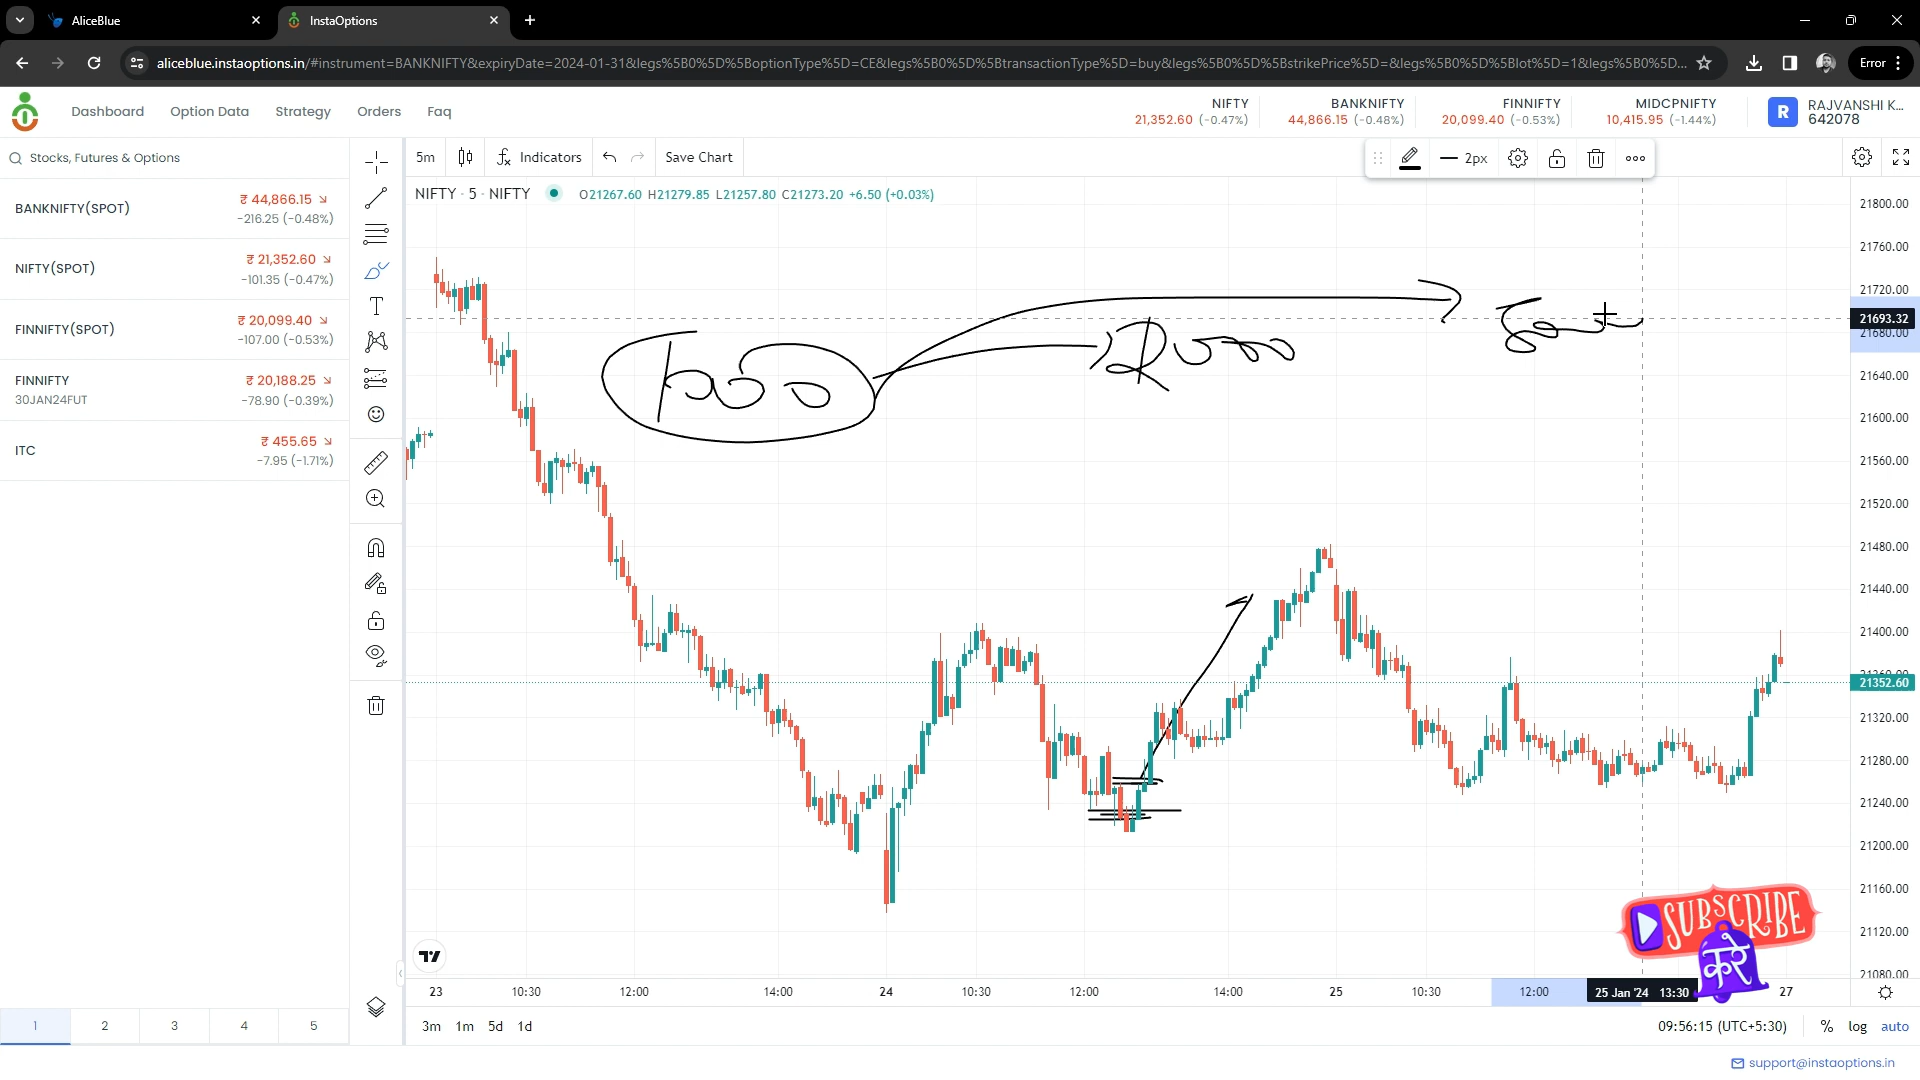 AliceBlue
InstaOptions
aliceblue.instaoptions.in/#instrument=BANKNIFTY&expiryDate=2024-01-31&legs%5B0%5D%5BoptionType%5D=CE&legs%5B0%5D%5BtransactionType%5D=buy&legs%5B0%5D%5BstrikePrice%5D=&legs%5B0%5D%5Blot%5D=1&legs%5B0%5D...
Error
Dashboard Option Data Strategy Orders Faq
NIFTY
21,352.60 (-0.47%)
BANKNIFTY
44,866.15 (-0.48%)
FINNIFTY
20,099.40 (-0.53%)
MIDCPNIFTY
10,415.95 (-1.44%)
R
RAJVANSHI K...
642078
Stocks, Futures & Options
5m Indicators Save Chart
2px
NIFTY · 5 · NIFTY O21267.60 H21279.85 L21257.80 C21273.20 +6.50 (+0.03%)
BANKNIFTY(SPOT) ₹ 44,866.15
-216.25 (-0.48%)
NIFTY(SPOT) ₹ 21,352.60
-101.35 (-0.47%)
FINNIFTY(SPOT) ₹ 20,099.40
-107.00 (-0.53%)
FINNIFTY ₹ 20,188.25
30JAN24FUT -78.90 (-0.39%)
ITC ₹ 455.65
-7.95 (-1.71%)
21800.00
21760.00
21720.00
21693.32
21680.00
21640.00
21600.00
21560.00
21520.00
21480.00
21440.00
21400.00
21352.60
21320.00
21280.00
21240.00
21200.00
21160.00
21120.00
21080.00
1000
SUBSCRIBE
करे
23 10:30 12:00 14:00 24 10:30 12:00 14:00 25 10:30 12:00 25 Jan '24 13:30 27
1 2 3 4 5
3m 1m 5d 1d
09:56:15 (UTC+5:30) % log auto
support@instaoptions.in